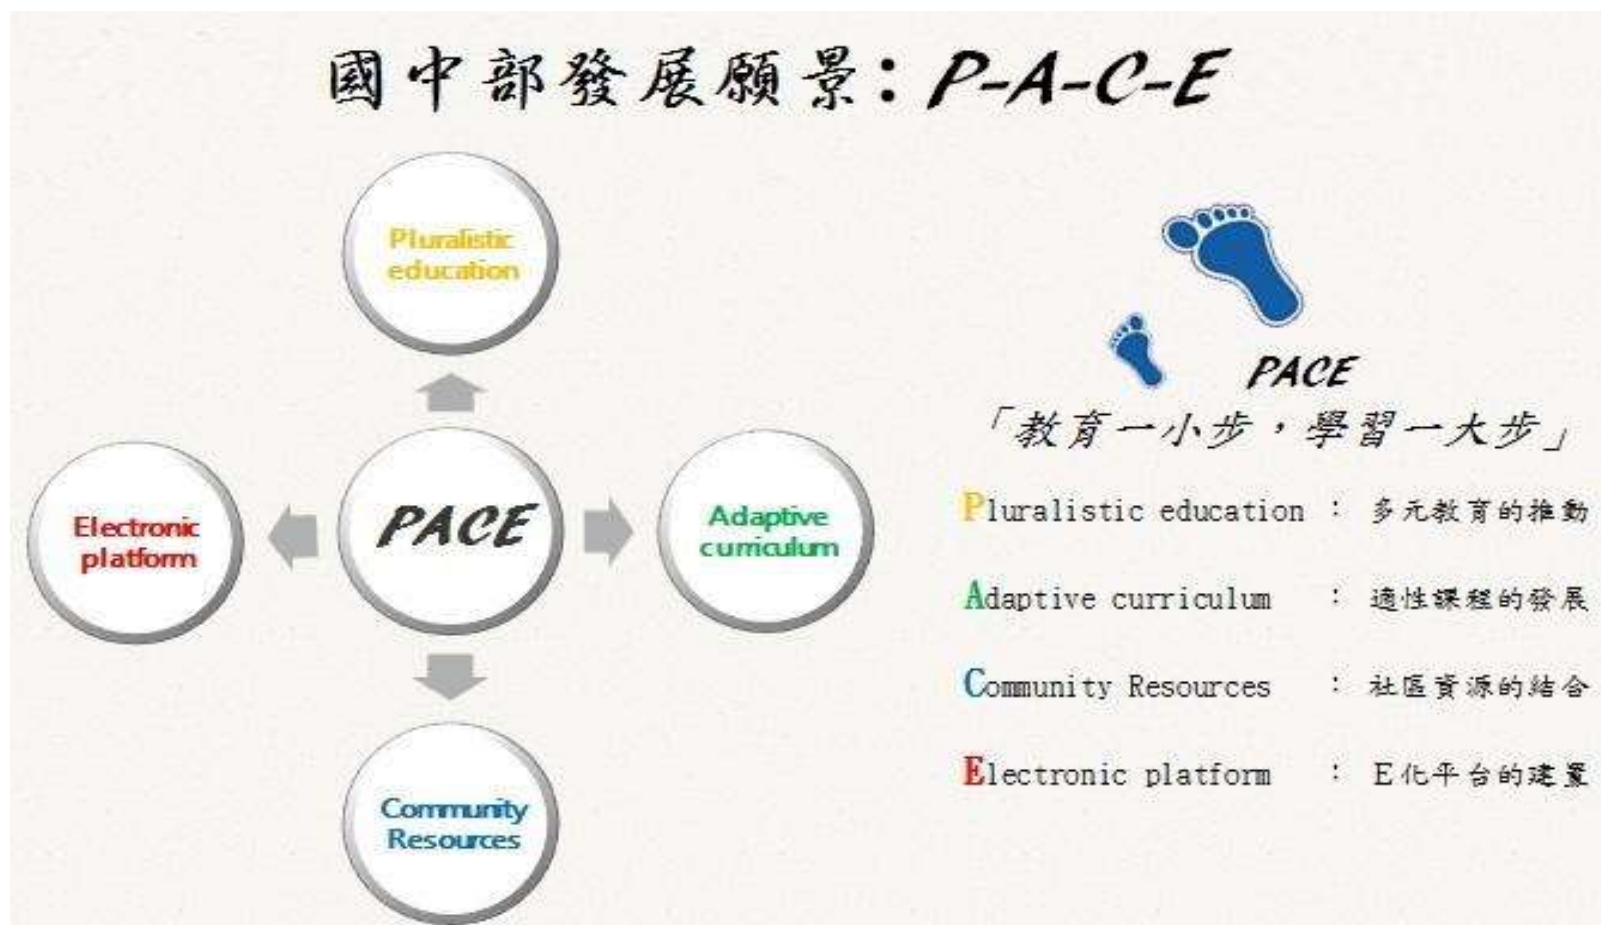 國中部發展願景：P-A-C-E
Pluralistic
education
Electronic
platform
PACE
Adaptive
curriculum
Community
Resources
PACE
「教育一小步，學習一大步」
Pluralistic education ： 多元教育的推動
Adaptive curriculum ： 適性課程的發展
Community Resources ： 社區資源的結合
Electronic platform ： E化平台的建置